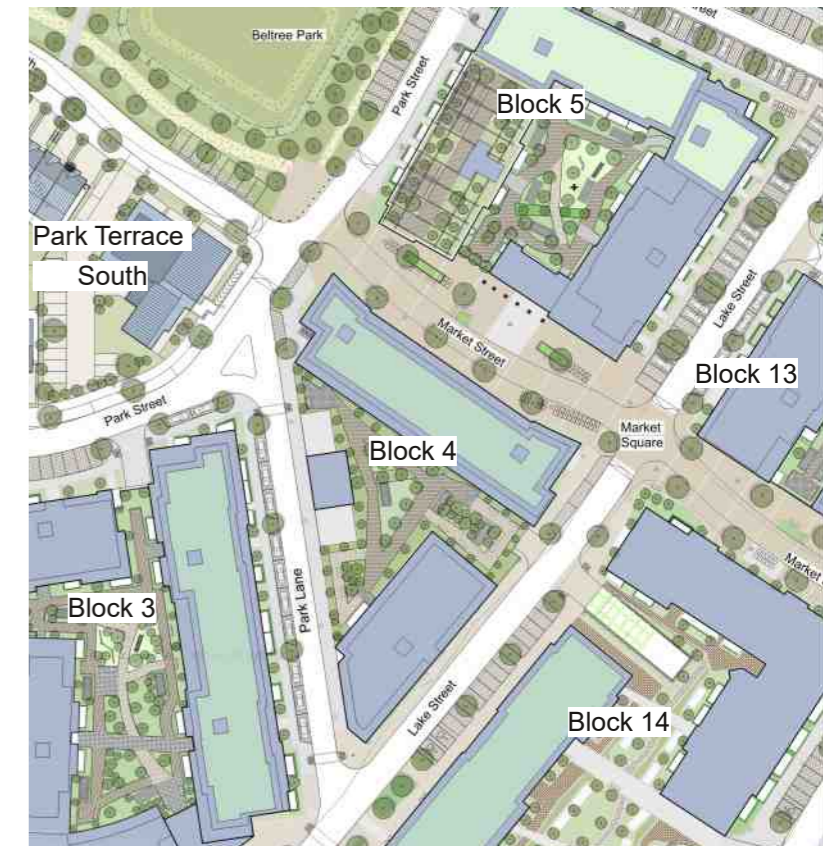 Street
Beltree Park
Park Street
Block 5
Park Terrace
South
Lake Street
Market Street
Block 13
Park Street
Market
Square
Block 4
Market
Block 3
Park Lane
Lake Street
Block 14